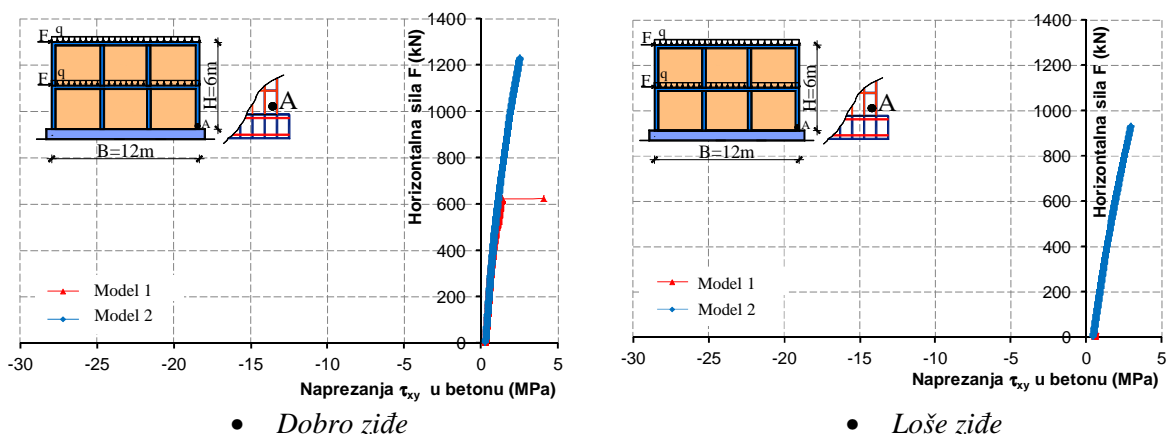 1400
1200
1000
800
600
400
200
0
Horizontalna sila F (kN)
F
q
F
q
H=6m
A
B=12m
A
Model 1
Model 2
-30 -25 -20 -15 -10 -5 0 5
Naprezanja τxy u betonu (MPa)
• Dobro ziđe
1400
1200
1000
800
600
400
200
0
Horizontalna sila F (kN)
F
q
F
q
H=6m
A
B=12m
A
Model 1
Model 2
-30 -25 -20 -15 -10 -5 0 5
Naprezanja τxy u betonu (MPa)
• Loše ziđe